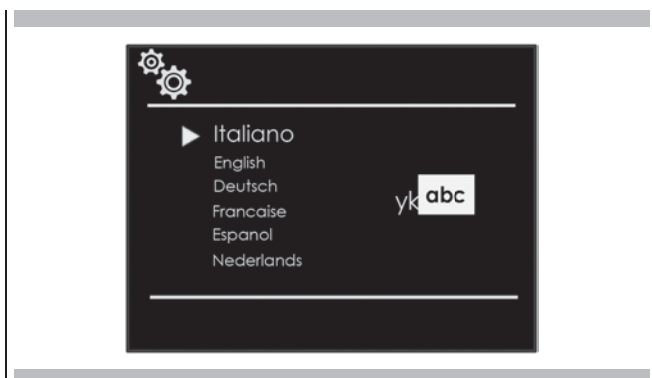 Italiano
English
Deutsch
Francaise
Espanol
Nederlands
yk abc